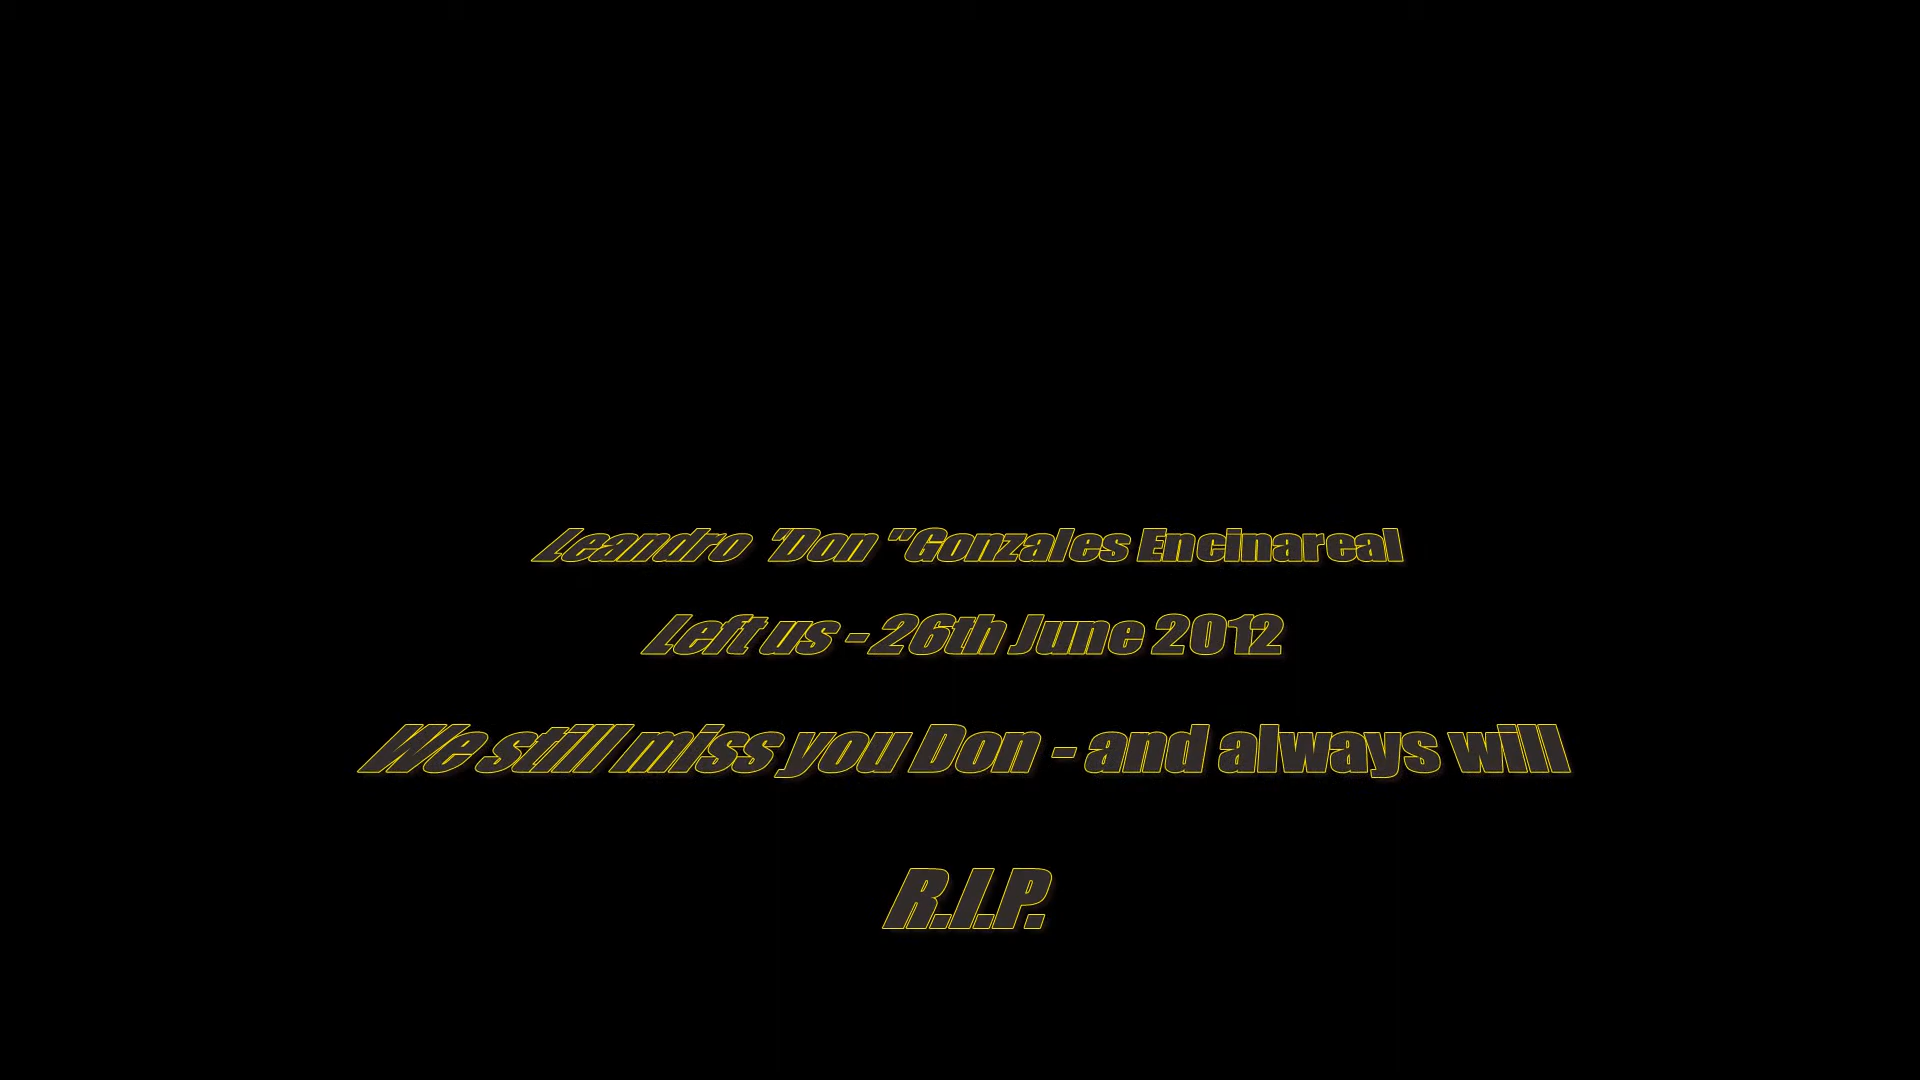 Leandro 'Don "Gonzales Encinareal
Left us - 26th June 2012
We still miss you Don - and always will
R.I.P.